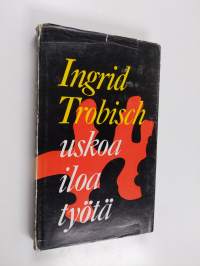 Ingrid
Trobisch
uskoa
iloa
työtä